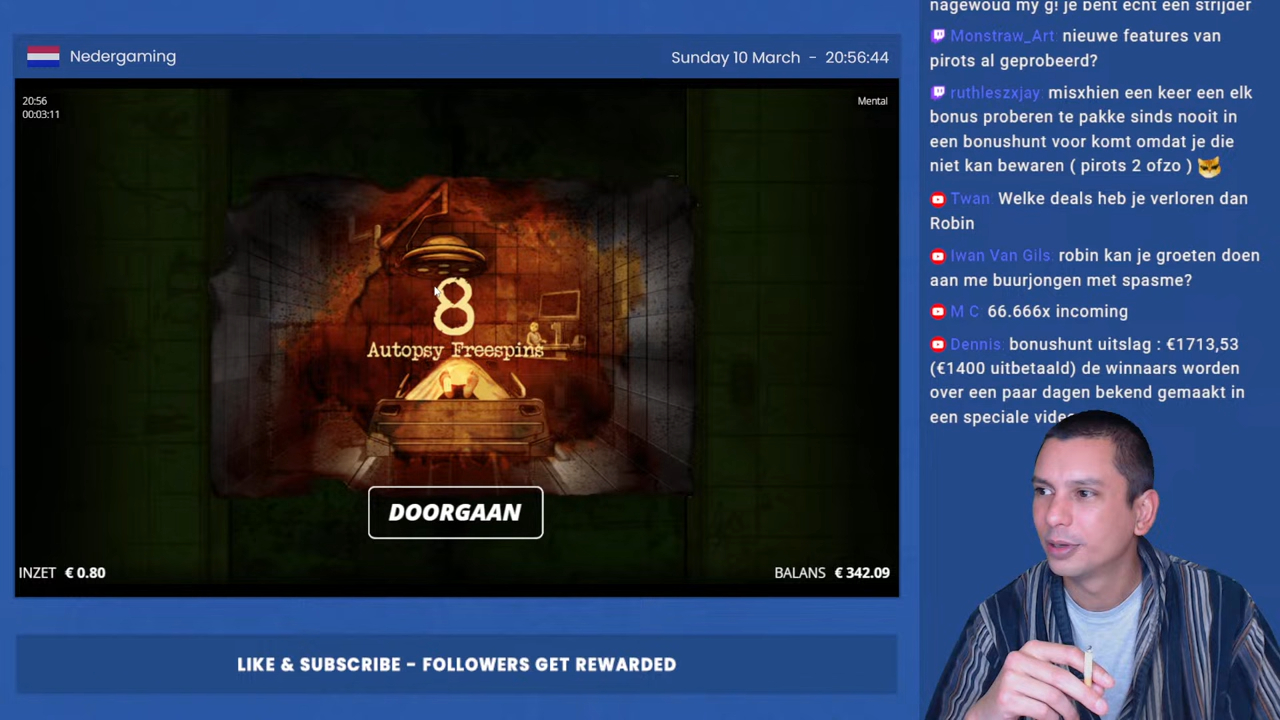 Nedergaming
Sunday 10 March - 20:56:44
20:56
00:03:11
Mental
8
Autopsy Freespins
DOORGAAN
INZET € 0.80
BALANS € 342.09
LIKE & SUBSCRIBE - FOLLOWERS GET REWARDED
nagewoud my g! je bent echt een strijder
Monstraw_Art: nieuwe features van
pirots al geprobeerd?
ruthleszxjay: misxhien een keer een elk
bonus proberen te pakke sinds nooit in
een bonushunt voor komt omdat je die
niet kan bewaren ( pirots 2 ofzo )
Twan: Welke deals heb je verloren dan
Robin
Iwan Van Gils: robin kan je groeten doen
aan me buurjongen met spasme?
M C: 66.666x incoming
Dennis: bonushunt uitslag : €1713,53
(€1400 uitbetaald) de winnaars worden
over een paar dagen bekend gemaakt in
een speciale